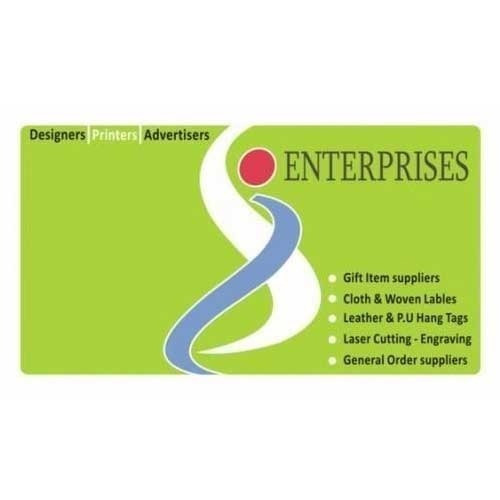 Designers|Printers|Advertisers
ENTERPRISES
Gift Item suppliers
Cloth & Woven Lables
Leather & P.U Hang Tags
Laser Cutting - Engraving
General Order suppliers